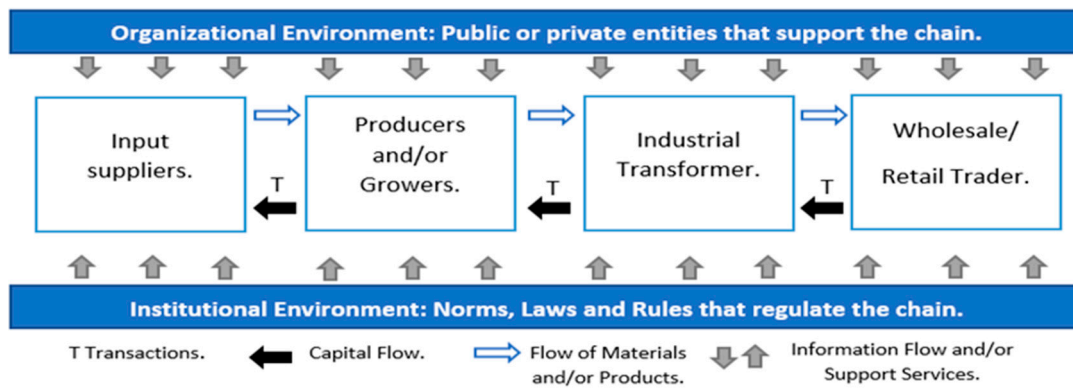 Organizational Environment: Public or private entities that support the chain.
Input
suppliers.
T
Producers
and/or
Growers.
T
Industrial
Transformer.
T
Wholesale/
Retail Trader.
Institutional Environment: Norms, Laws and Rules that regulate the chain.
T Transactions.
Capital Flow.
Flow of Materials
and/or Products.
Information Flow and/or
Support Services.